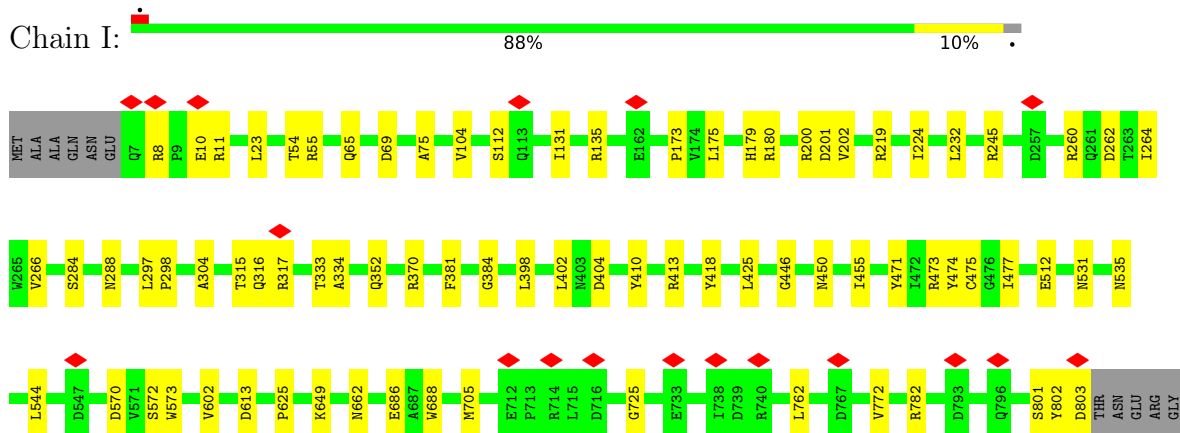 Chain I:
88% 10%
MET ALA ALA GLN ASN GLU Q7 R8 P9 E10 R11 L23 T54 R55 Q65 D69 A75 V104 S112 Q113 I131 R135 E162 P173 V174 L175 H179 R180 R200 D201 V202 R219 I224 L232 R245 D257 R260 Q261 D262 T263 I264
W265 V266 S284 N288 L297 P298 A304 T315 Q316 R317 T333 A334 Q352 R370 F381 G384 L398 L402 N403 D404 Y410 R413 Y418 L425 G446 N450 I455 Y471 I472 R473 Y474 C475 G476 I477 E512 N531 N535
L544 D547 D570 V571 S572 W573 V602 D613 P625 K649 N662 E686 A687 W688 M705 E712 P713 R714 L715 D716 G725 E733 I738 D739 R740 L762 D767 V772 R782 D793 Q796 S801 Y802 D803 THR ASN GLU ARG GLY